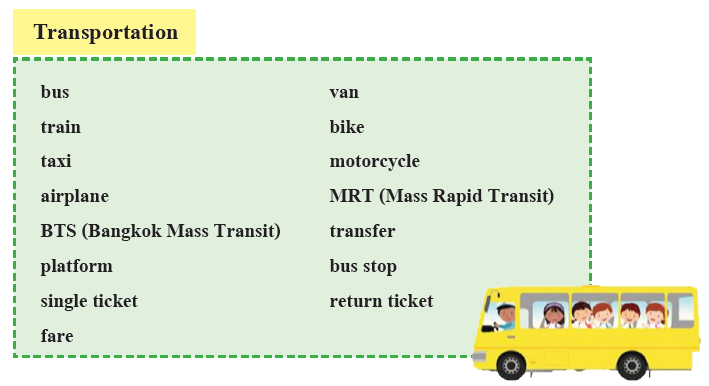 Transportation
bus
train
taxi
airplane
BTS (Bangkok Mass Transit)
platform
single ticket
fare
van
bike
motorcycle
MRT (Mass Rapid Transit)
transfer
bus stop
return ticket